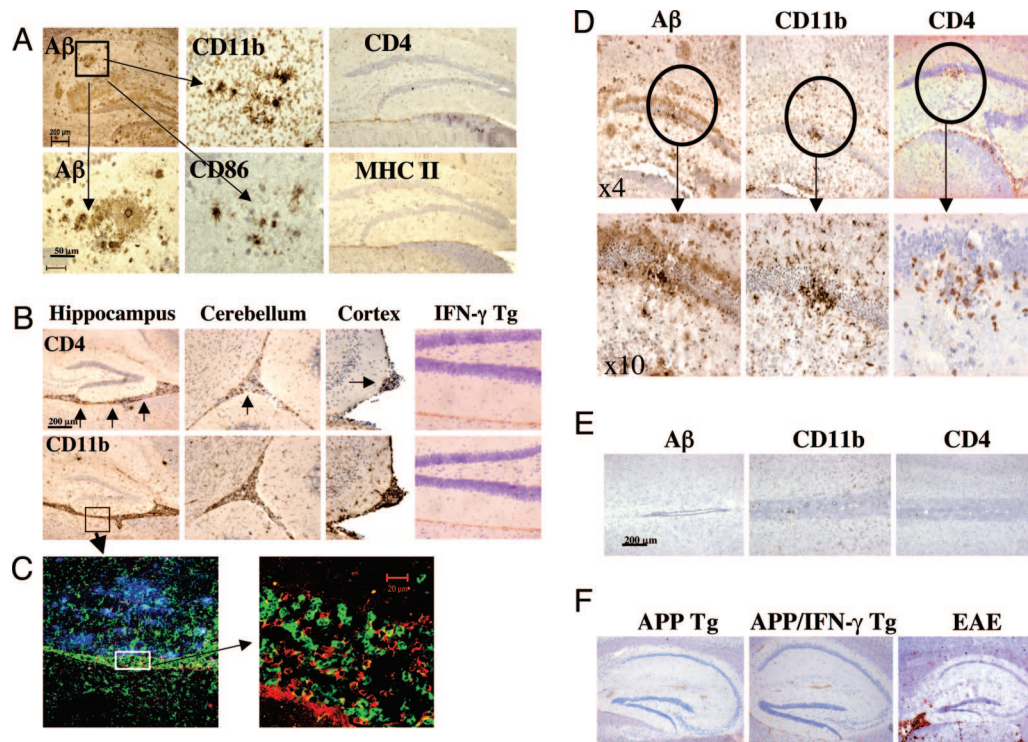 A
Aβ
CD11b
CD4
200 µm
Aβ
CD86
MHC II
50 µm
B
Hippocampus
Cerebellum
Cortex
IFN-γ Tg
CD4
200 µm
CD11b
C
20 µm
D
Aβ
CD11b
CD4
x4
x10
E
Aβ
CD11b
CD4
200 µm
F
APP Tg
APP/IFN-γ Tg
EAE